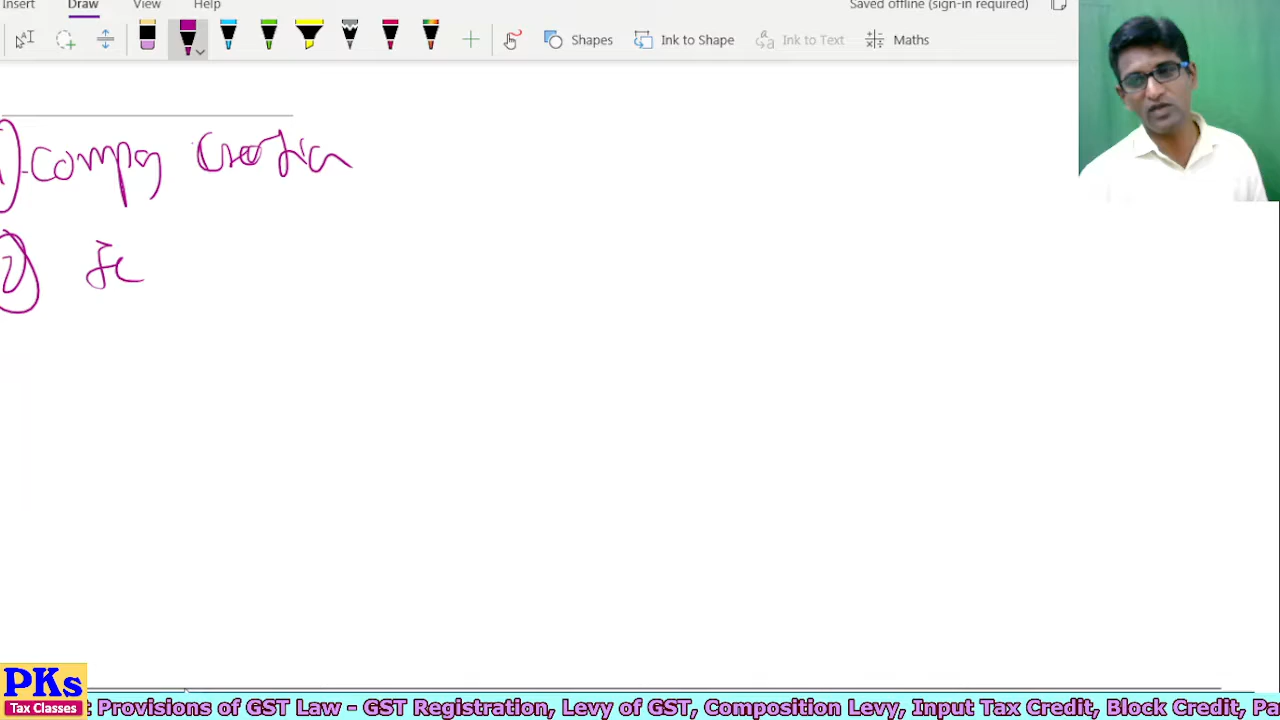 Insert Draw View Help Saved offline (sign-in required)
Shapes Ink to Shape Ink to Text Maths
1) Compay Creation
2)
PKs
Tax Classes
t Provisions of GST Law - GST Registration, Levy of GST, Composition Levy, Input Tax Credit, Block Credit, Pa